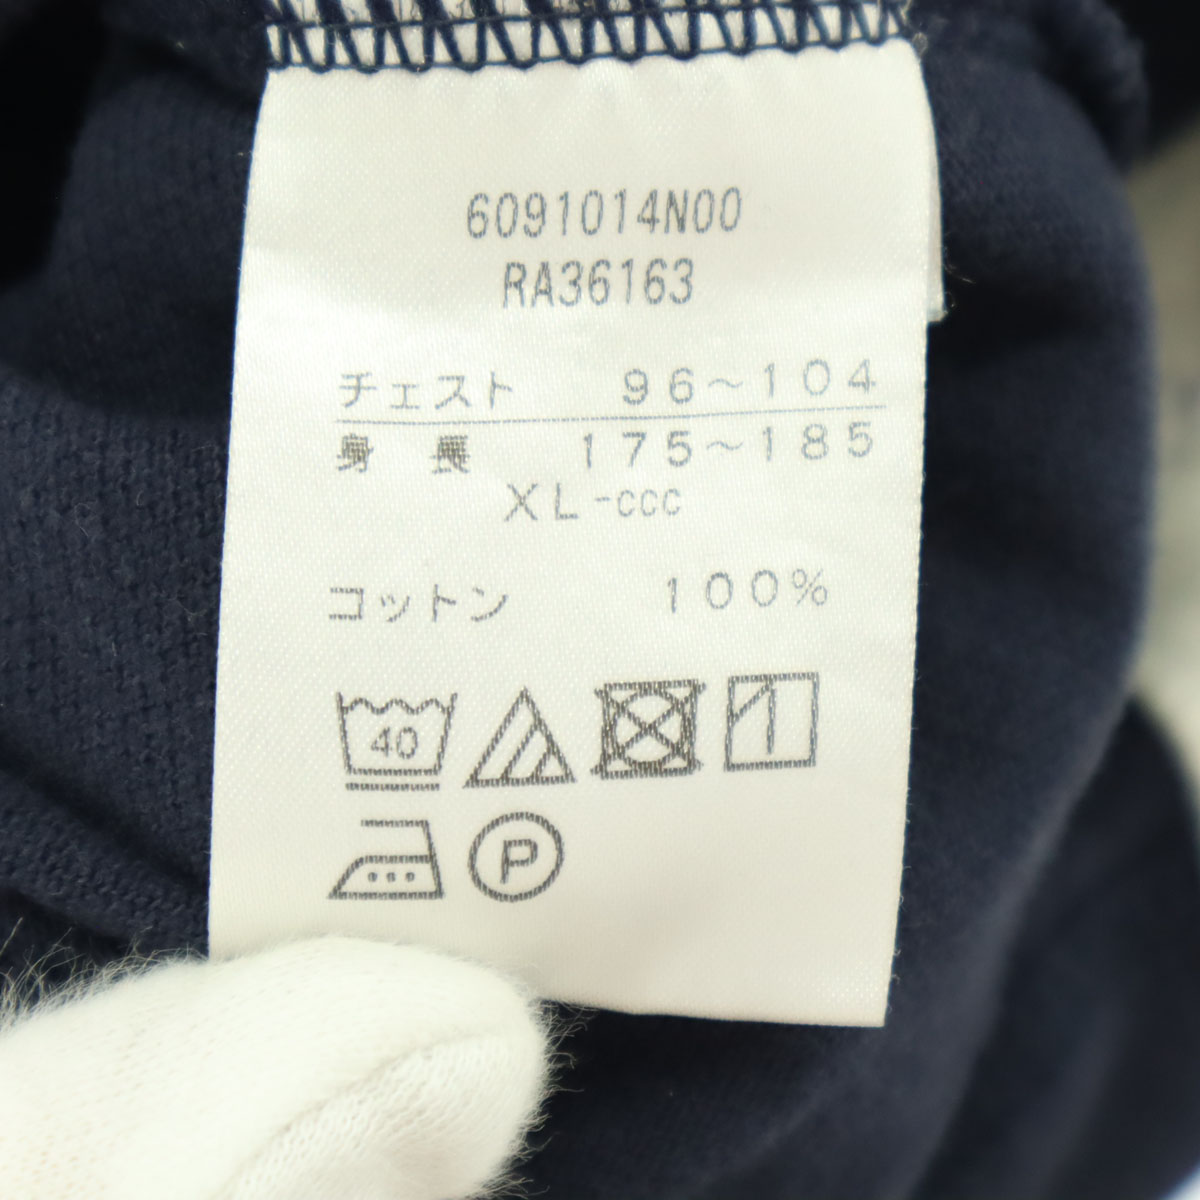 6091014N00
RA36163
チェスト 96～104
身長 175～185
XL-ccc
コットン 100%
40
P